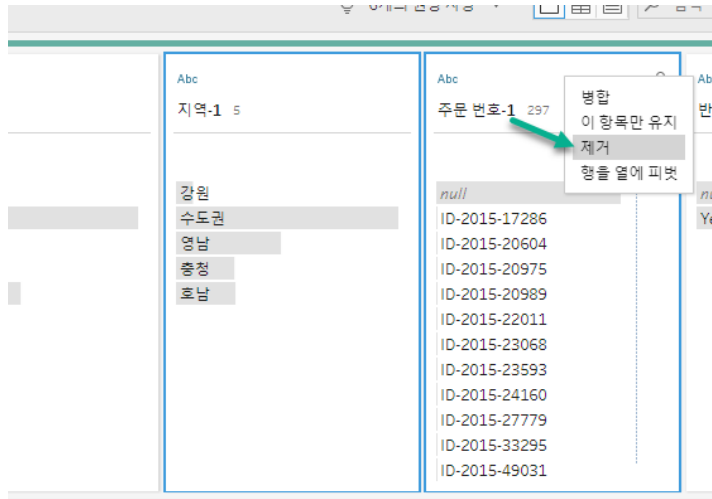 Abc
지역-1 5
강원
수도권
영남
충청
호남
Abc
주문 번호-1 297
null
ID-2015-17286
ID-2015-20604
ID-2015-20975
ID-2015-20989
ID-2015-22011
ID-2015-23068
ID-2015-23593
ID-2015-24160
ID-2015-27779
ID-2015-33295
ID-2015-49031
병합
이 항목만 유지
제거
행을 열에 피벗